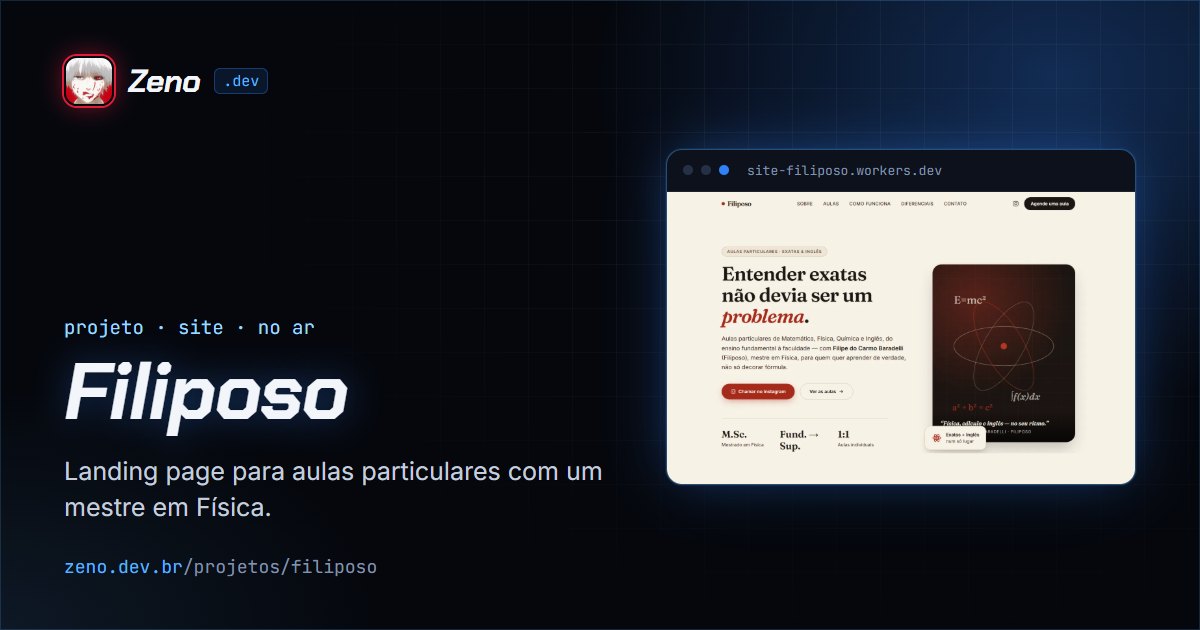 Zeno .dev
projeto · site · no ar
Filiposo
Landing page para aulas particulares com um
mestre em Física.
zeno.dev.br/projetos/filiposo
site-filiposo.workers.dev
Filiposo SOBRE AULAS COMO FUNCIONA DIFERENCIAIS CONTATO Agende uma aula
AULAS PARTICULARES · EXATAS & INGLÊS
Entender exatas
não devia ser um
problema.
Aulas particulares de Matemática, Física, Química e Inglês, do
ensino fundamental à faculdade — com Filipe do Carmo Baradelli
(Filiposo), mestre em Física, para quem quer aprender de verdade,
não só decorar fórmula.
Chamar no Instagram Ver as aulas →
M.Sc.
Mestrado em Física
Fund. →
Sup.
1:1
Aulas individuais
E=mc²
∫f(x)dx
a² + b² = c²
"Física, cálculo e inglês — no seu ritmo."
BARADELLI · FILIPOSO
Exatas + Inglês
num só lugar